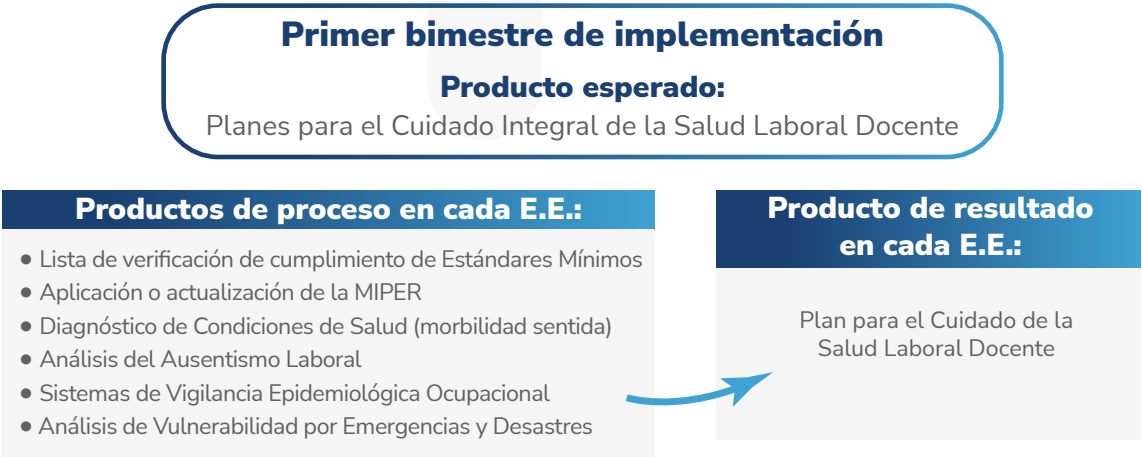 Primer bimestre de implementación
Producto esperado:
Planes para el Cuidado Integral de la Salud Laboral Docente
Productos de proceso en cada E.E.:
• Lista de verificación de cumplimiento de Estándares Mínimos
• Aplicación o actualización de la MIPER
• Diagnóstico de Condiciones de Salud (morbilidad sentida)
• Análisis del Ausentismo Laboral
• Sistemas de Vigilancia Epidemiológica Ocupacional
• Análisis de Vulnerabilidad por Emergencias y Desastres
Producto de resultado
en cada E.E.:
Plan para el Cuidado de la
Salud Laboral Docente